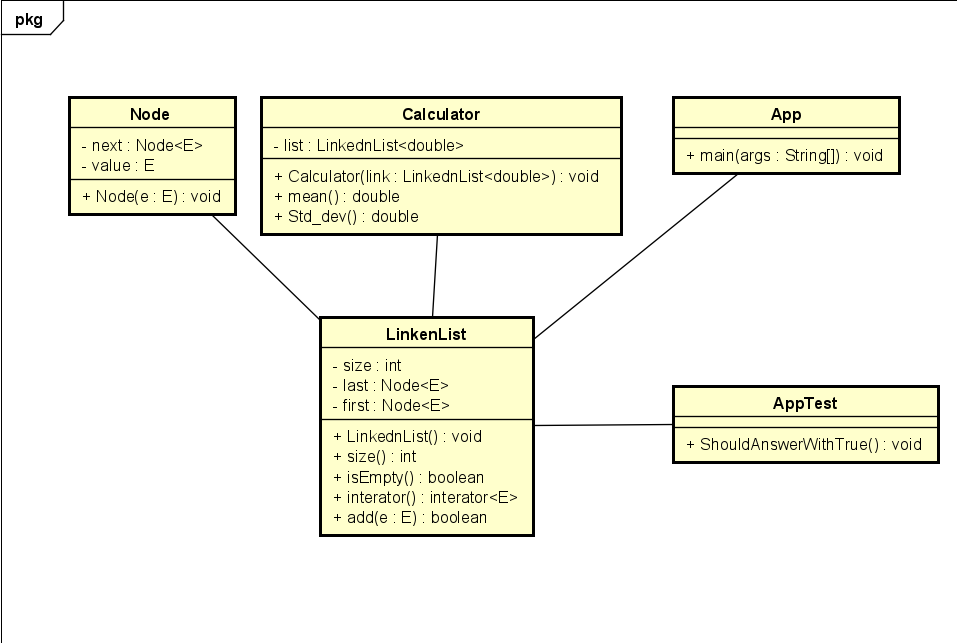 pkg
Node
- next : Node<E>
- value : E
+ Node(e : E) : void
Calculator
- list : LinkednList<double>
+ Calculator(link : LinkednList<double>) : void
+ mean() : double
+ Std_dev() : double
App
+ main(args : String[]) : void
LinkenList
- size : int
- last : Node<E>
- first : Node<E>
+ LinkednList() : void
+ size() : int
+ isEmpty() : boolean
+ interator() : interator<E>
+ add(e : E) : boolean
AppTest
+ ShouldAnswerWithTrue() : void